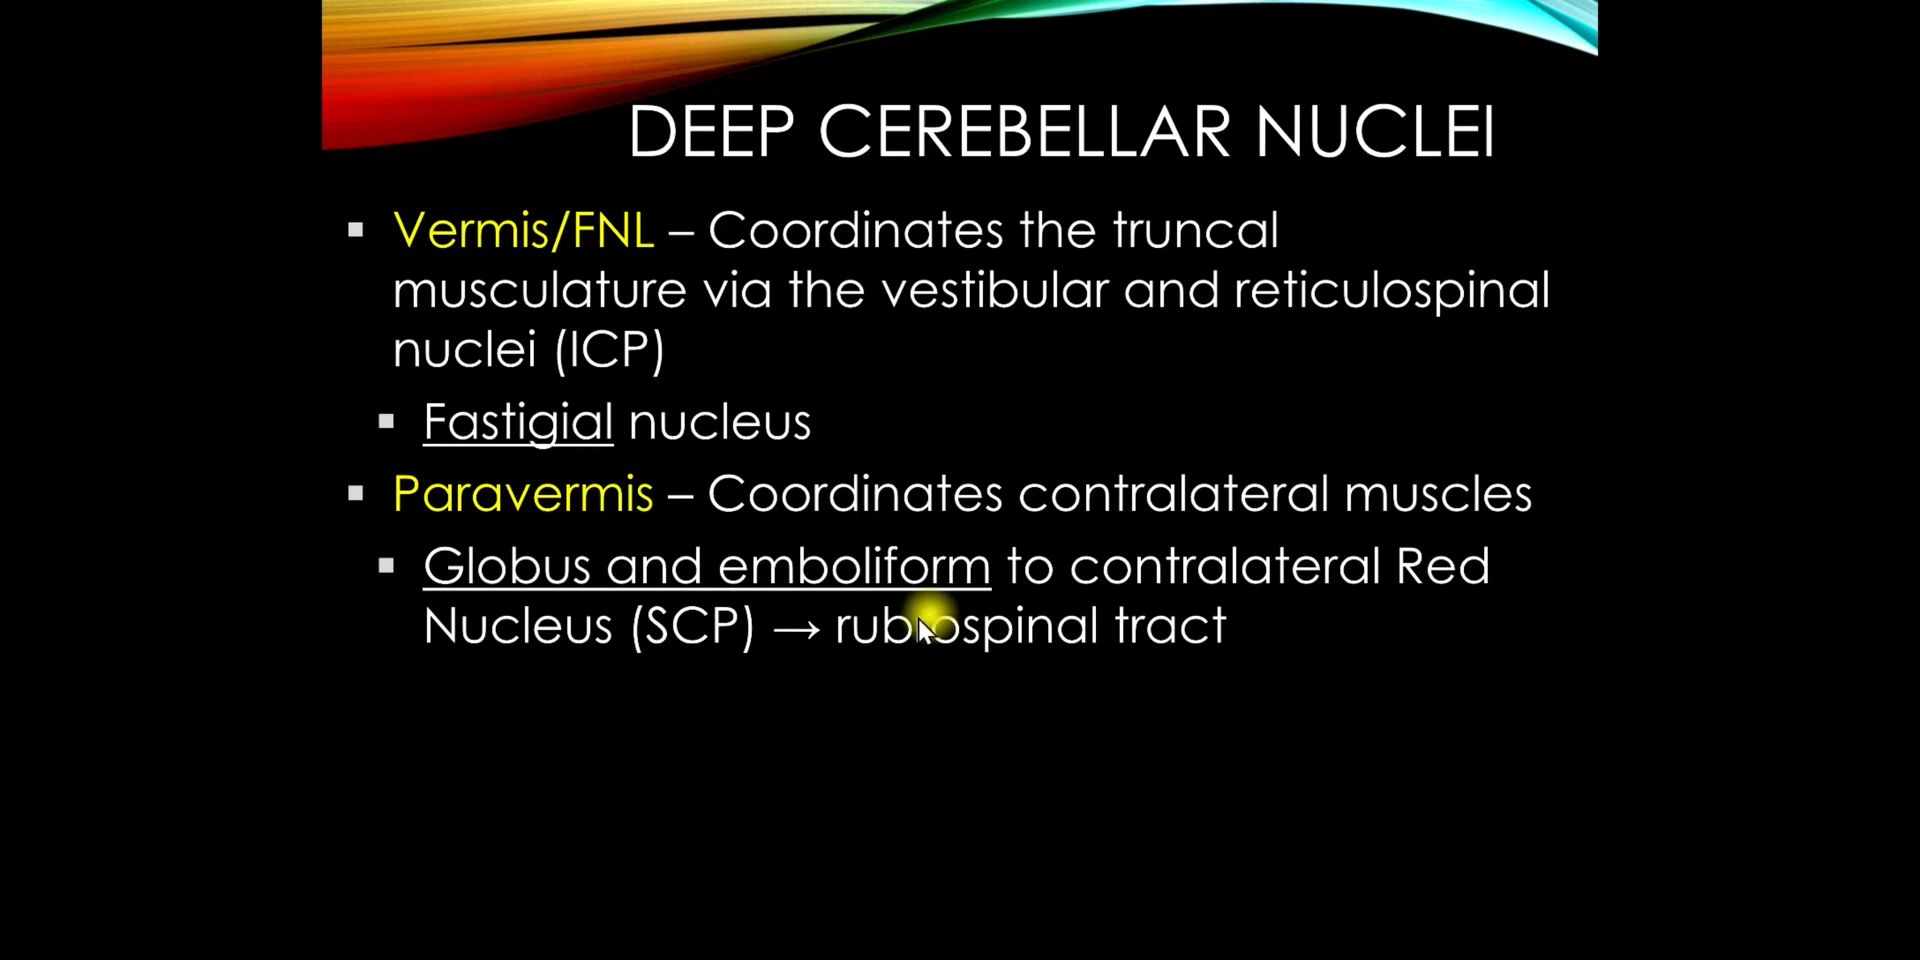 DEEP CEREBELLAR NUCLEI
Vermis/FNL – Coordinates the truncal
musculature via the vestibular and reticulospinal
nuclei (ICP)
Fastigial nucleus
Paravermis – Coordinates contralateral muscles
Globus and emboliform to contralateral Red
Nucleus (SCP) → rubrospinal tract